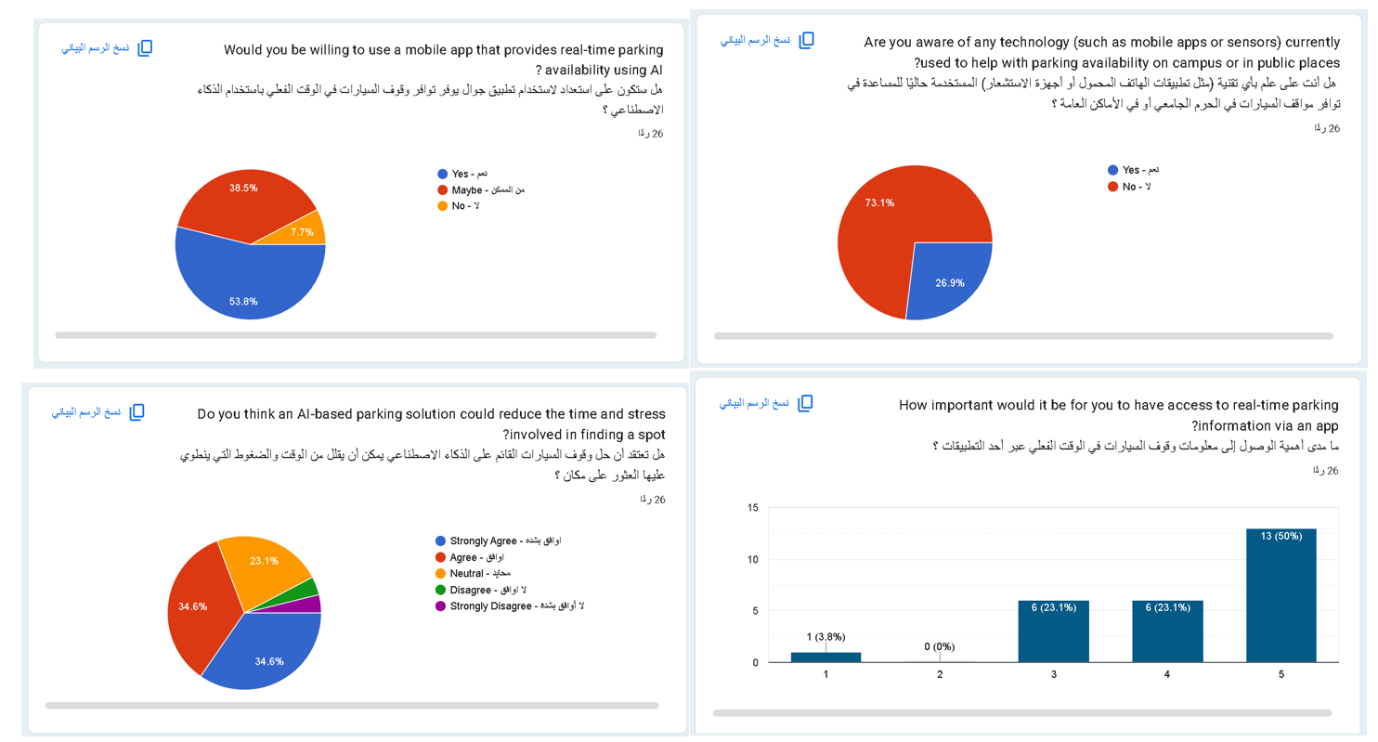 نسخ الرسم البياني
Would you be willing to use a mobile app that provides real-time parking
? availability using AI
هل ستكون على استعداد لاستخدام تطبيق جوال يوفر توافر وقوف السيارات في الوقت الفعلي باستخدام الذكاء
الاصطناعي ؟
26 ردًا
Yes - نعم
Maybe - من الممكن
No - لا
38.5%
7.7%
53.8%
نسخ الرسم البياني
Are you aware of any technology (such as mobile apps or sensors) currently
?used to help with parking availability on campus or in public places
هل أنت على علم بأي تقنية (مثل تطبيقات الهاتف المحمول أو أجهزة الاستشعار) المستخدمة حاليًا للمساعدة في
توافر مواقف السيارات في الحرم الجامعي أو في الأماكن العامة ؟
26 ردًا
Yes - نعم
No - لا
73.1%
26.9%
نسخ الرسم البياني
Do you think an AI-based parking solution could reduce the time and stress
?involved in finding a spot
هل تعتقد أن حل وقوف السيارات القائم على الذكاء الاصطناعي يمكن أن يقلل من الوقت والضغوط التي ينطوي
عليها العثور على مكان ؟
26 ردًا
Strongly Agree - اوافق بشده
Agree - اوافق
Neutral - محايد
Disagree - لا اوافق
Strongly Disagree - لا أوافق بشده
23.1%
34.6%
34.6%
نسخ الرسم البياني
How important would it be for you to have access to real-time parking
?information via an app
ما مدى أهمية الوصول إلى معلومات وقوف السيارات في الوقت الفعلي عبر أحد التطبيقات ؟
26 ردًا
15
10
5
0
1 (3.8%)
0 (0%)
6 (23.1%)
6 (23.1%)
13 (50%)
1
2
3
4
5